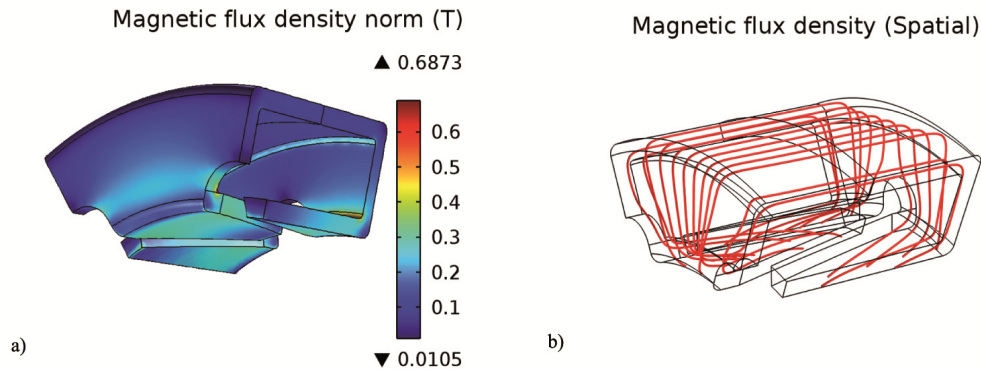 Magnetic flux density norm (T)
▲ 0.6873
0.6
0.5
0.4
0.3
0.2
0.1
▼ 0.0105
a)
Magnetic flux density (Spatial)
b)